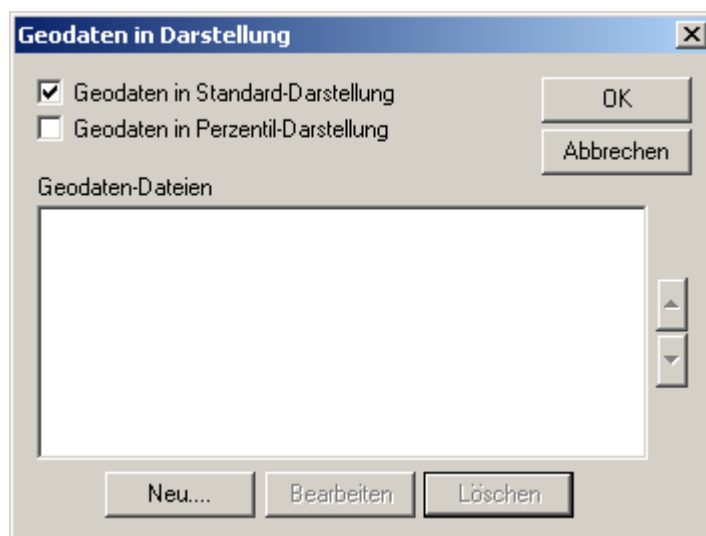 Geodaten in Darstellung
Geodaten in Standard-Darstellung
OK
Geodaten in Perzentil-Darstellung
Abbrechen
Geodaten-Dateien
Neu....
Bearbeiten
Löschen